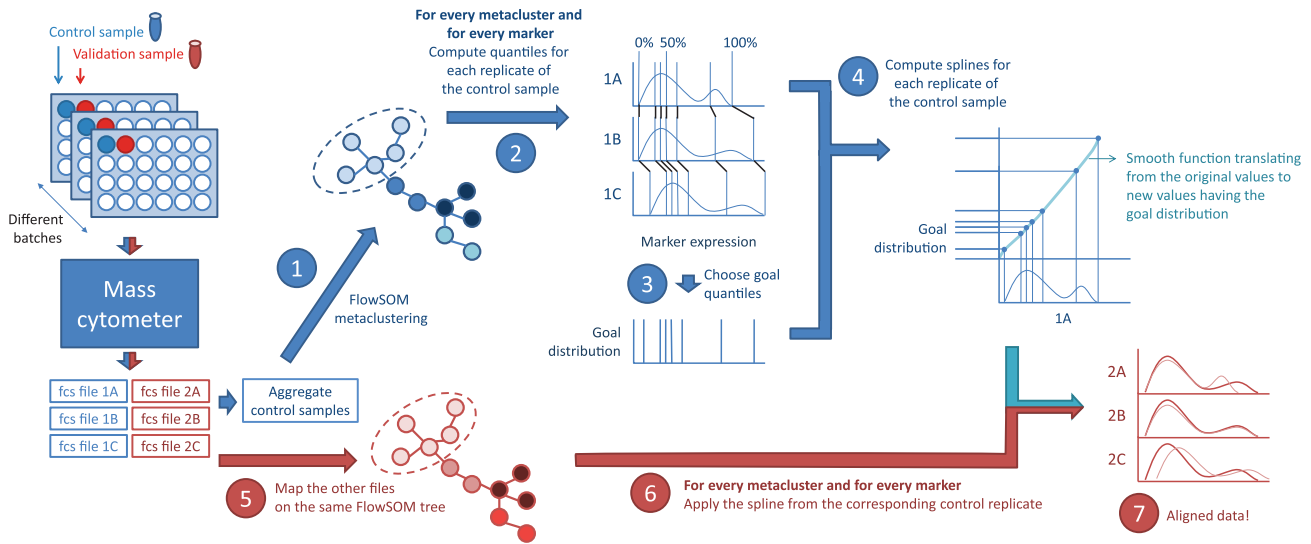 Control sample
Validation sample
Different
batches
Mass
cytometer
fcs file 1A
fcs file 2A
fcs file 1B
fcs file 2B
fcs file 1C
fcs file 2C
Aggregate
control samples
1
FlowSOM
metaclustering
For every metacluster and
for every marker
Compute quantiles for
each replicate of
the control sample
2
0% 50% 100%
1A
1B
1C
Marker expression
3
Choose goal
quantiles
Goal
distribution
4
Compute splines for
each replicate of
the control sample
Smooth function translating
from the original values to
new values having the
goal distribution
Goal
distribution
1A
5
Map the other files
on the same FlowSOM tree
6
For every metacluster and for every marker
Apply the spline from the corresponding control replicate
2A
2B
2C
7
Aligned data!